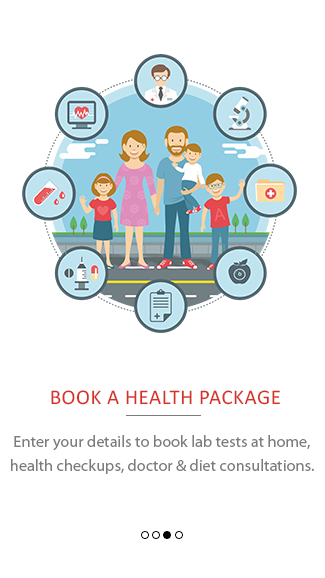 A
BOOK A HEALTH PACKAGE
Enter your details to book lab tests at home,
health checkups, doctor & diet consultations.